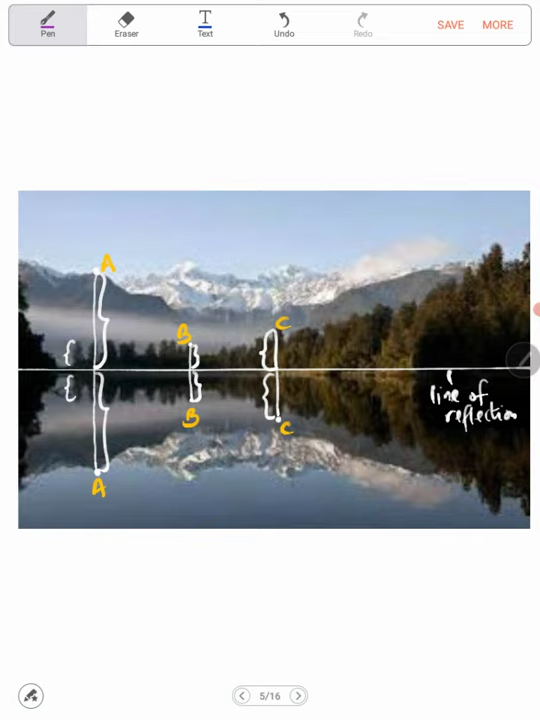 Pen
Eraser
Text
Undo
Redo
SAVE
MORE
A
B
C
line of
reflection
B
C
A
5/16